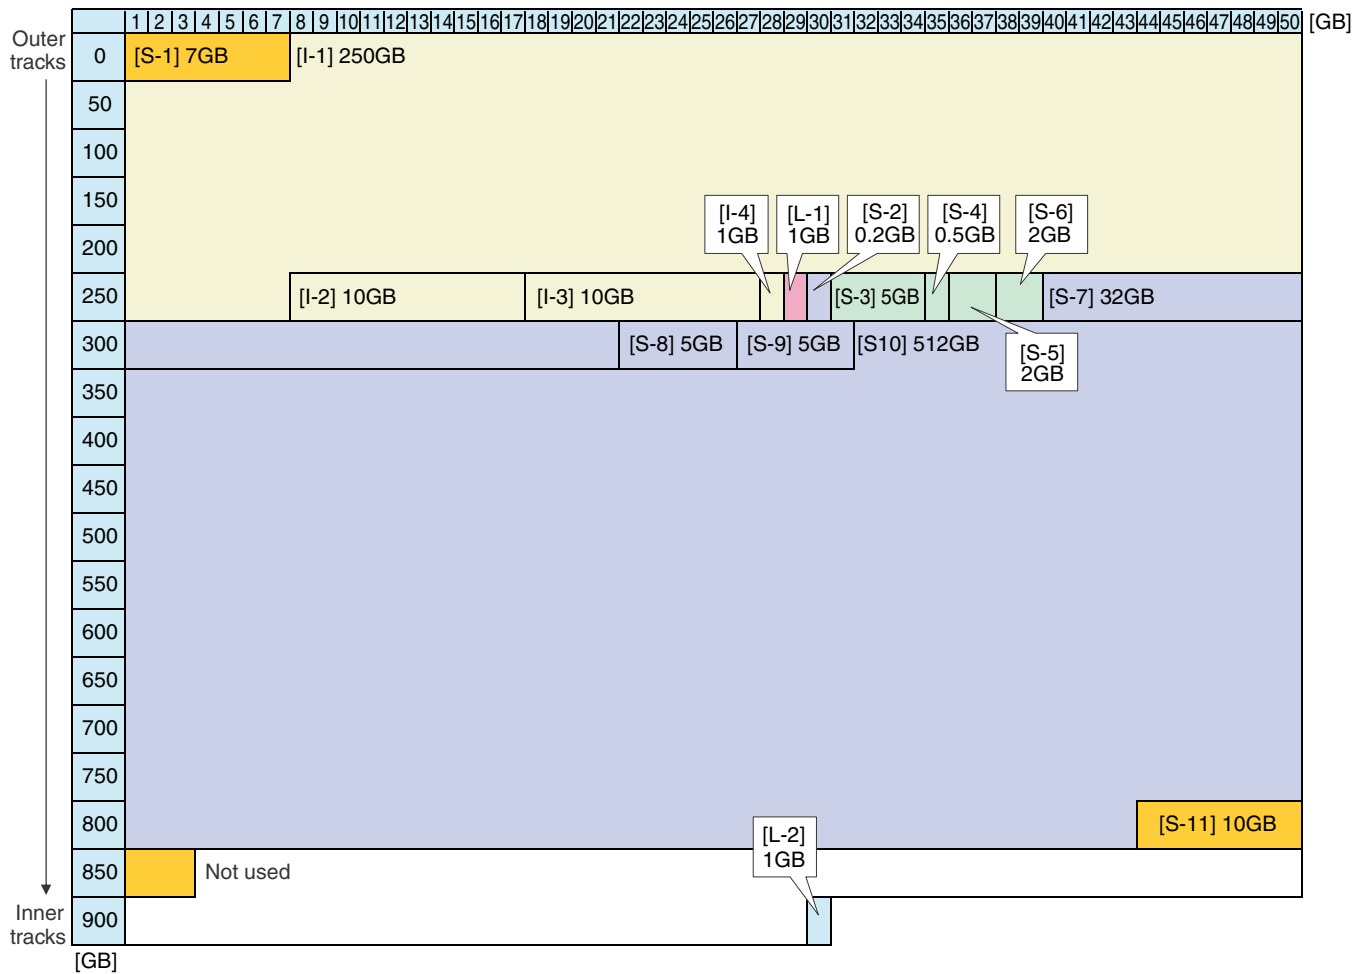 1 2 3 4 5 6 7 8 9 10 11 12 13 14 15 16 17 18 19 20 21 22 23 24 25 26 27 28 29 30 31 32 33 34 35 36 37 38 39 40 41 42 43 44 45 46 47 48 49 50 [GB]
Outer
tracks
0 [S-1] 7GB [I-1] 250GB
50
100
150
200
[I-4]
1GB
[L-1]
1GB
[S-2]
0.2GB
[S-4]
0.5GB
[S-6]
2GB
250 [I-2] 10GB [I-3] 10GB [S-3] 5GB [S-7] 32GB
300 [S-8] 5GB [S-9] 5GB [S10] 512GB
[S-5]
2GB
350
400
450
500
550
600
650
700
750
800 [S-11] 10GB
[L-2]
1GB
850 Not used
Inner
tracks
900
[GB]